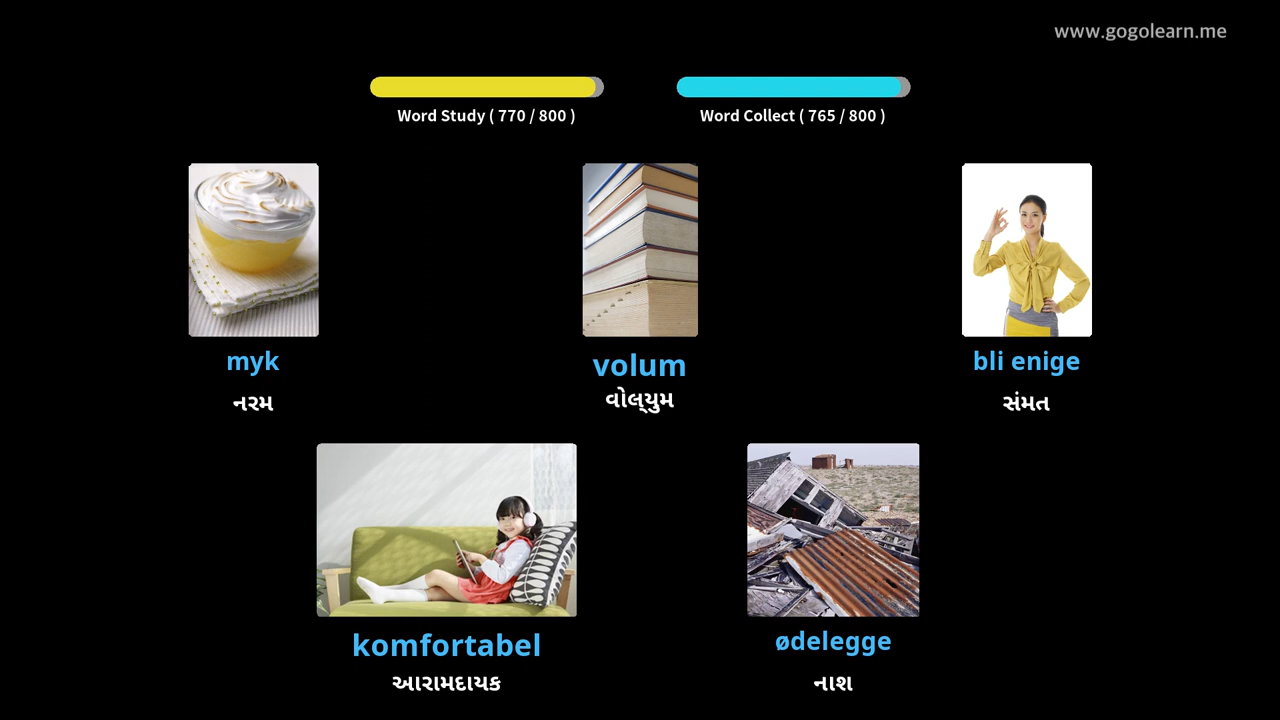 www.gogolearn.me
Word Study ( 770 / 800 )
Word Collect ( 765 / 800 )
myk
નરમ
volum
વોલ્‌યુમ
bli enige
સંમત
komfortabel
આરામદાયક
ødelegge
નાશ